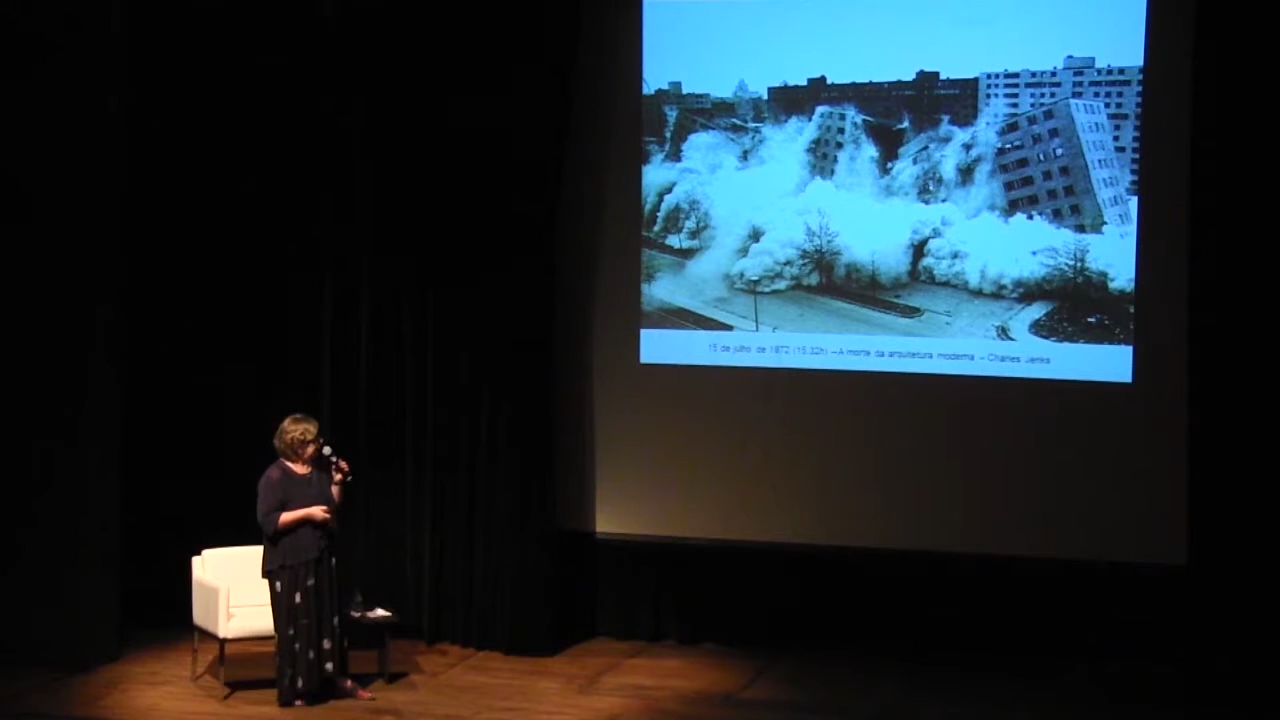 15 de julho de 1972 (15:32h) – A morte da arquitetura moderna – Charles Jenks